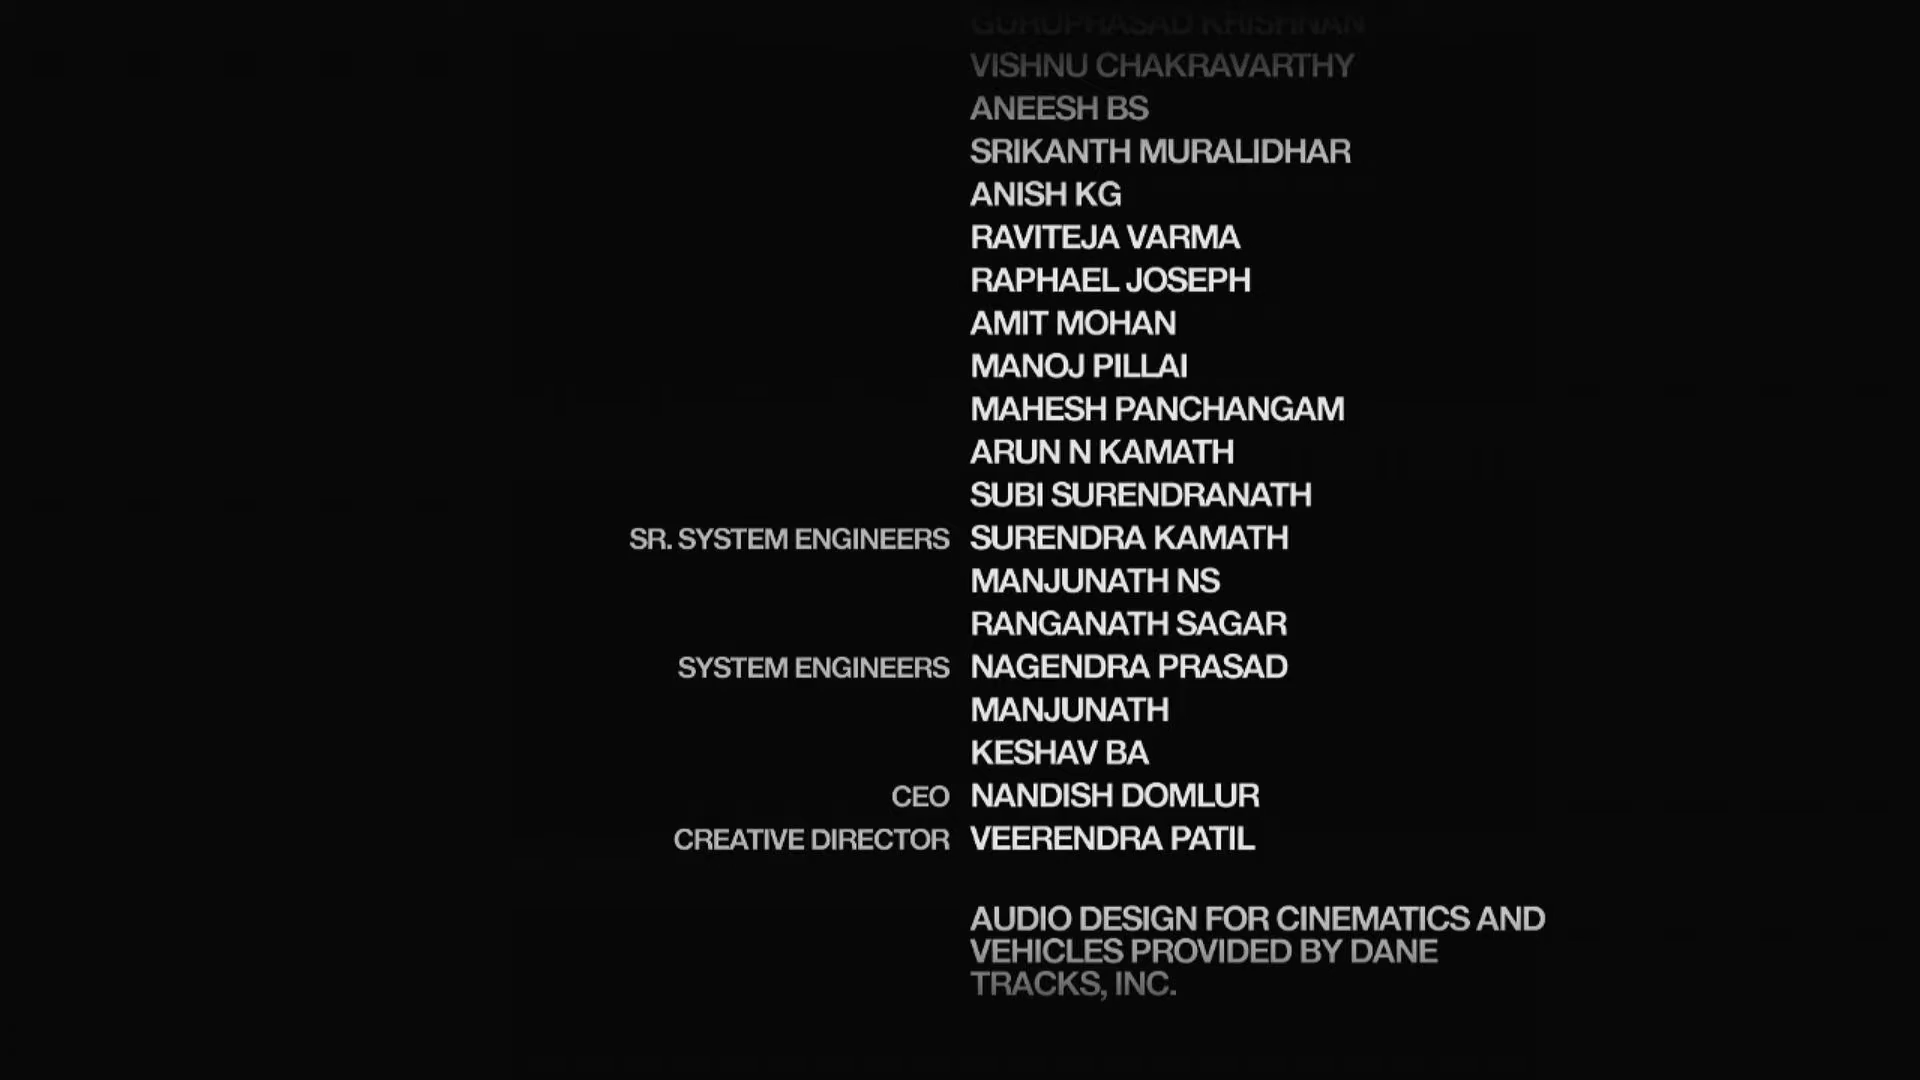 GURUPRASAD KRISHNAN
VISHNU CHAKRAVARTHY
ANEESH BS
SRIKANTH MURALIDHAR
ANISH KG
RAVITEJA VARMA
RAPHAEL JOSEPH
AMIT MOHAN
MANOJ PILLAI
MAHESH PANCHANGAM
ARUN N KAMATH
SUBI SURENDRANATH
SR. SYSTEM ENGINEERS SURENDRA KAMATH
MANJUNATH NS
RANGANATH SAGAR
SYSTEM ENGINEERS NAGENDRA PRASAD
MANJUNATH
KESHAV BA
CEO NANDISH DOMLUR
CREATIVE DIRECTOR VEERENDRA PATIL
AUDIO DESIGN FOR CINEMATICS AND
VEHICLES PROVIDED BY DANE
TRACKS, INC.